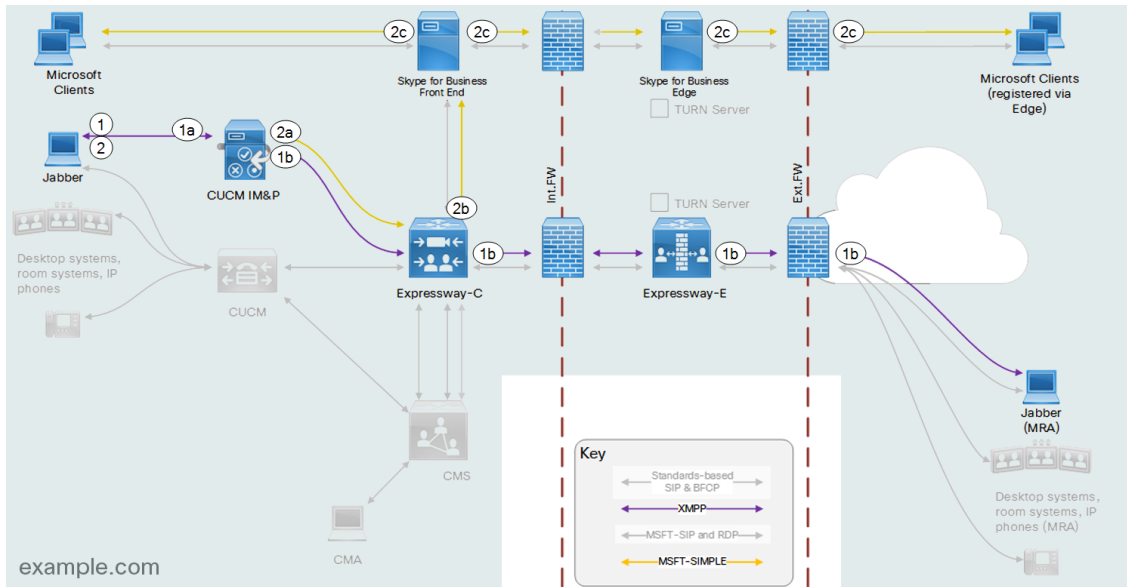 2c
2c
2c
2c
2c
Microsoft
Clients
Skype for Business
Front End
Skype for Business
Edge
Microsoft Clients
(registered via
Edge)
TURN Server
1
2
1a
2a
1b
Jabber
CUCM IM&P
Int.FW
Ext.FW
TURN Server
2b
1b
1b
1b
Desktop systems,
room systems, IP
phones
CUCM
Expressway-C
Expressway-E
Jabber
(MRA)
CMS
CMA
Key
Standards-based
SIP & BFCP
XMPP
MSFT-SIP and RDP
MSFT-SIMPLE
Desktop systems,
room systems, IP
phones (MRA)
example.com